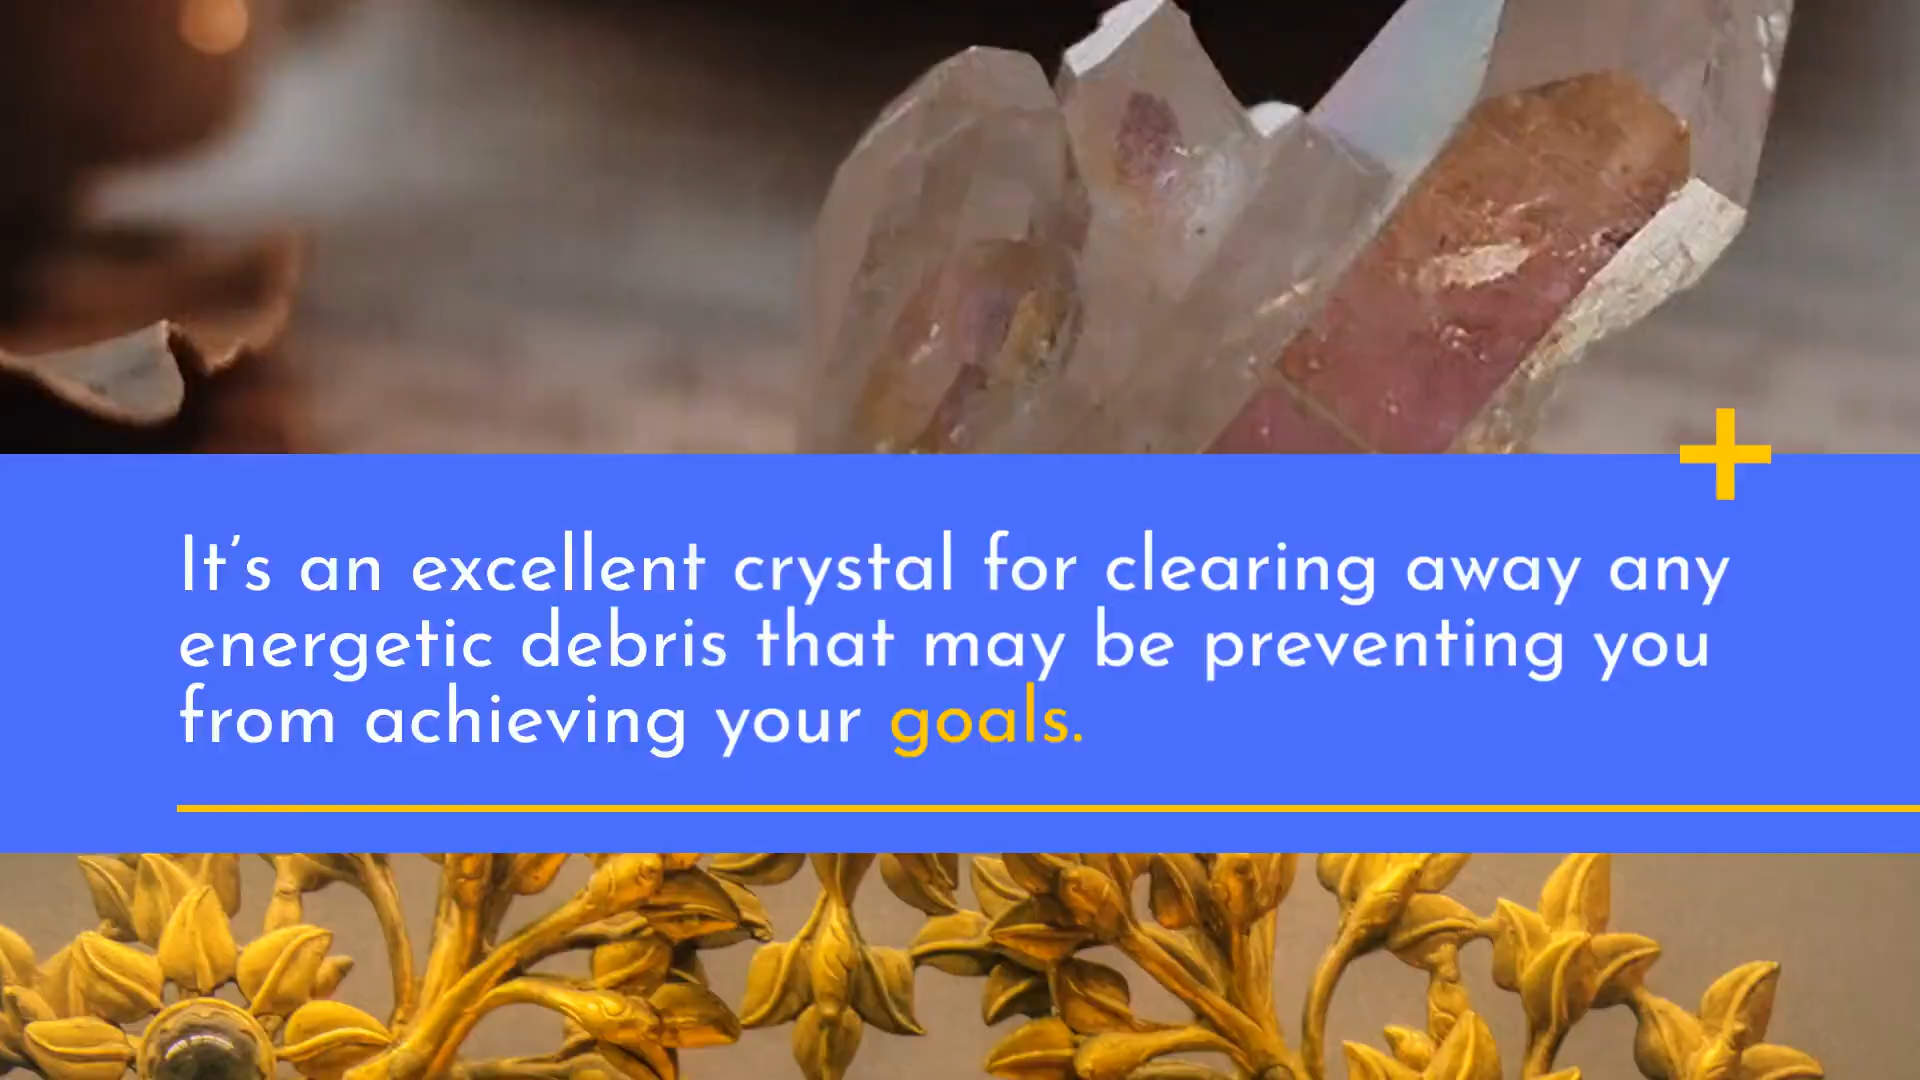 It’s an excellent crystal for clearing away any
energetic debris that may be preventing you
from achieving your goals.